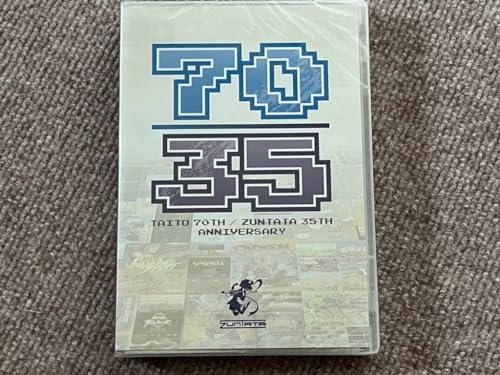 70
35
TAITO 70TH / ZUNTATA 35TH
ANNIVERSARY
ZUNTATA